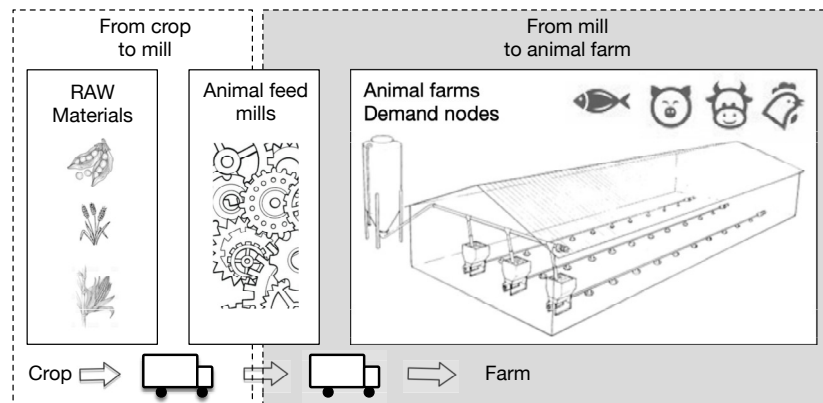 From crop
to mill
From mill
to animal farm
RAW
Materials
Animal feed
mills
Animal farms
Demand nodes
Crop
Farm